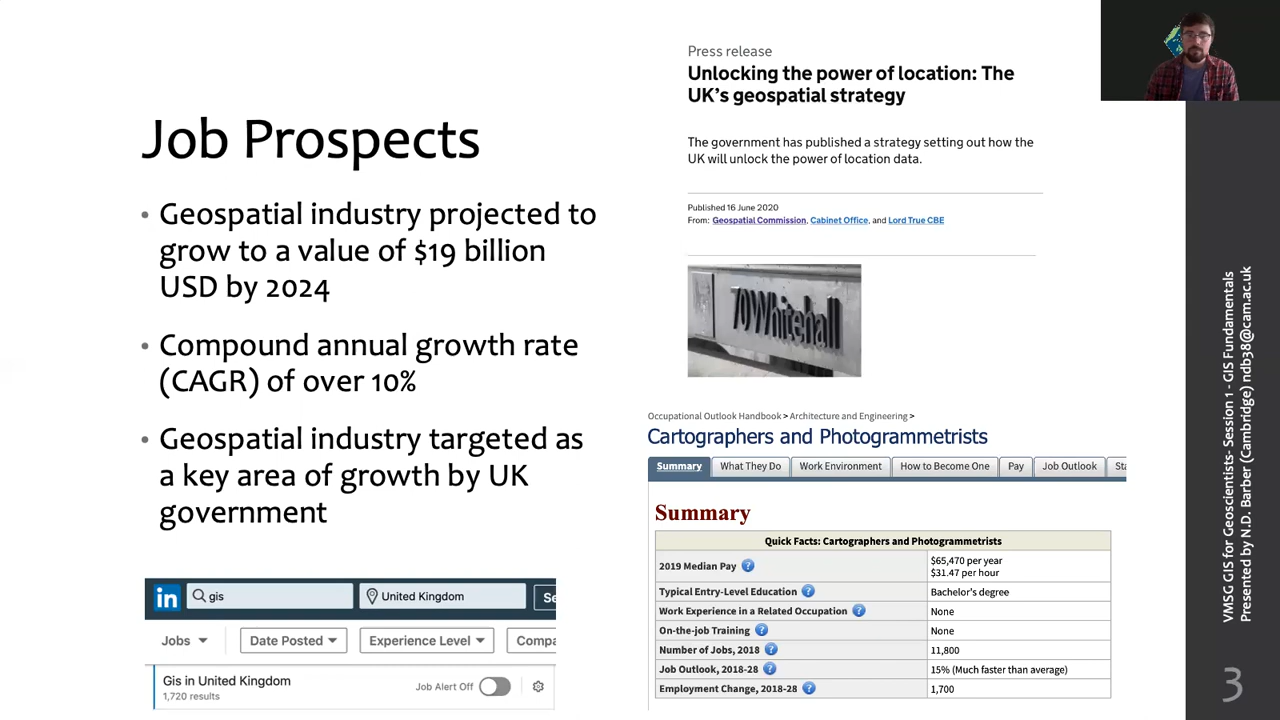 Job Prospects
• Geospatial industry projected to
grow to a value of $19 billion
USD by 2024
• Compound annual growth rate
(CAGR) of over 10%
• Geospatial industry targeted as
a key area of growth by UK
government
in
gis
United Kingdom
Se
Jobs
Date Posted
Experience Level
Compa
Gis in United Kingdom
1,720 results
Job Alert Off
Press release
Unlocking the power of location: The
UK's geospatial strategy
The government has published a strategy setting out how the
UK will unlock the power of location data.
Published 16 June 2020
From: Geospatial Commission, Cabinet Office, and Lord True CBE
70 Whitehall
Occupational Outlook Handbook > Architecture and Engineering >
Cartographers and Photogrammetrists
Summary What They Do Work Environment How to Become One Pay Job Outlook Sta
Summary
Quick Facts: Cartographers and Photogrammetrists
2019 Median Pay ? $65,470 per year
$31.47 per hour
Typical Entry-Level Education ? Bachelor's degree
Work Experience in a Related Occupation ? None
On-the-job Training ? None
Number of Jobs, 2018 ? 11,800
Job Outlook, 2018-28 ? 15% (Much faster than average)
Employment Change, 2018-28 ? 1,700
VMSG GIS for Geoscientists- Session 1 - GIS Fundamentals
Presented by N.D. Barber (Cambridge) ndb38@cam.ac.uk
3